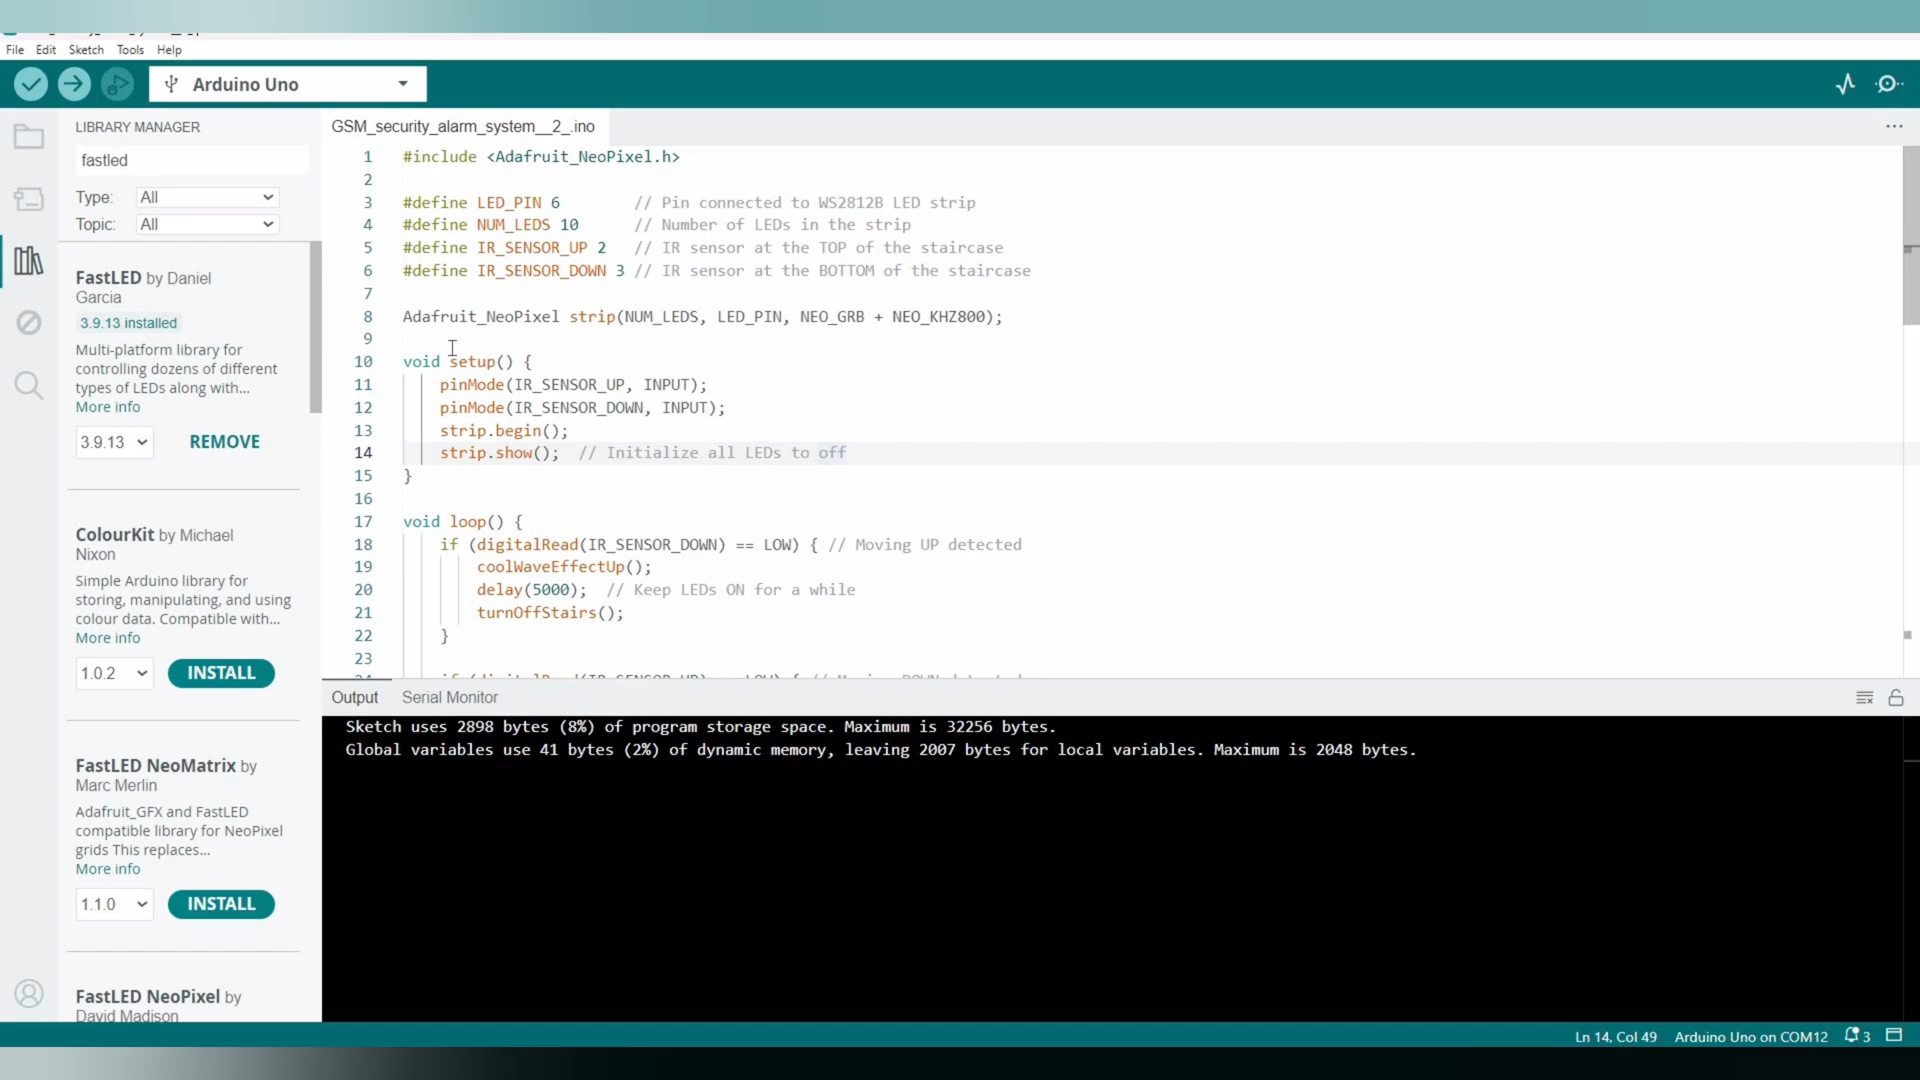 File Edit Sketch Tools Help
Arduino Uno
LIBRARY MANAGER
fastled
Type: All
Topic: All
FastLED by Daniel
Garcia
3.9.13 installed
Multi-platform library for
controlling dozens of different
types of LEDs along with...
More info
3.9.13 REMOVE
ColourKit by Michael
Nixon
Simple Arduino library for
storing, manipulating, and using
colour data. Compatible with...
More info
1.0.2 INSTALL
FastLED NeoMatrix by
Marc Merlin
Adafruit_GFX and FastLED
compatible library for NeoPixel
grids This replaces...
More info
1.1.0 INSTALL
FastLED NeoPixel by
David Madison
GSM_security_alarm_system__2_.ino
1 #include <Adafruit_NeoPixel.h>
2
3 #define LED_PIN 6 // Pin connected to WS2812B LED strip
4 #define NUM_LEDS 10 // Number of LEDs in the strip
5 #define IR_SENSOR_UP 2 // IR sensor at the TOP of the staircase
6 #define IR_SENSOR_DOWN 3 // IR sensor at the BOTTOM of the staircase
7
8 Adafruit_NeoPixel strip(NUM_LEDS, LED_PIN, NEO_GRB + NEO_KHZ800);
9
10 void setup() {
11 pinMode(IR_SENSOR_UP, INPUT);
12 pinMode(IR_SENSOR_DOWN, INPUT);
13 strip.begin();
14 strip.show(); // Initialize all LEDs to off
15 }
16
17 void loop() {
18 if (digitalRead(IR_SENSOR_DOWN) == LOW) { // Moving UP detected
19 coolWaveEffectUp();
20 delay(5000); // Keep LEDs ON for a while
21 turnOffStairs();
22 }
23
Output Serial Monitor
Sketch uses 2898 bytes (8%) of program storage space. Maximum is 32256 bytes.
Global variables use 41 bytes (2%) of dynamic memory, leaving 2007 bytes for local variables. Maximum is 2048 bytes.
Ln 14, Col 49 Arduino Uno on COM12 3